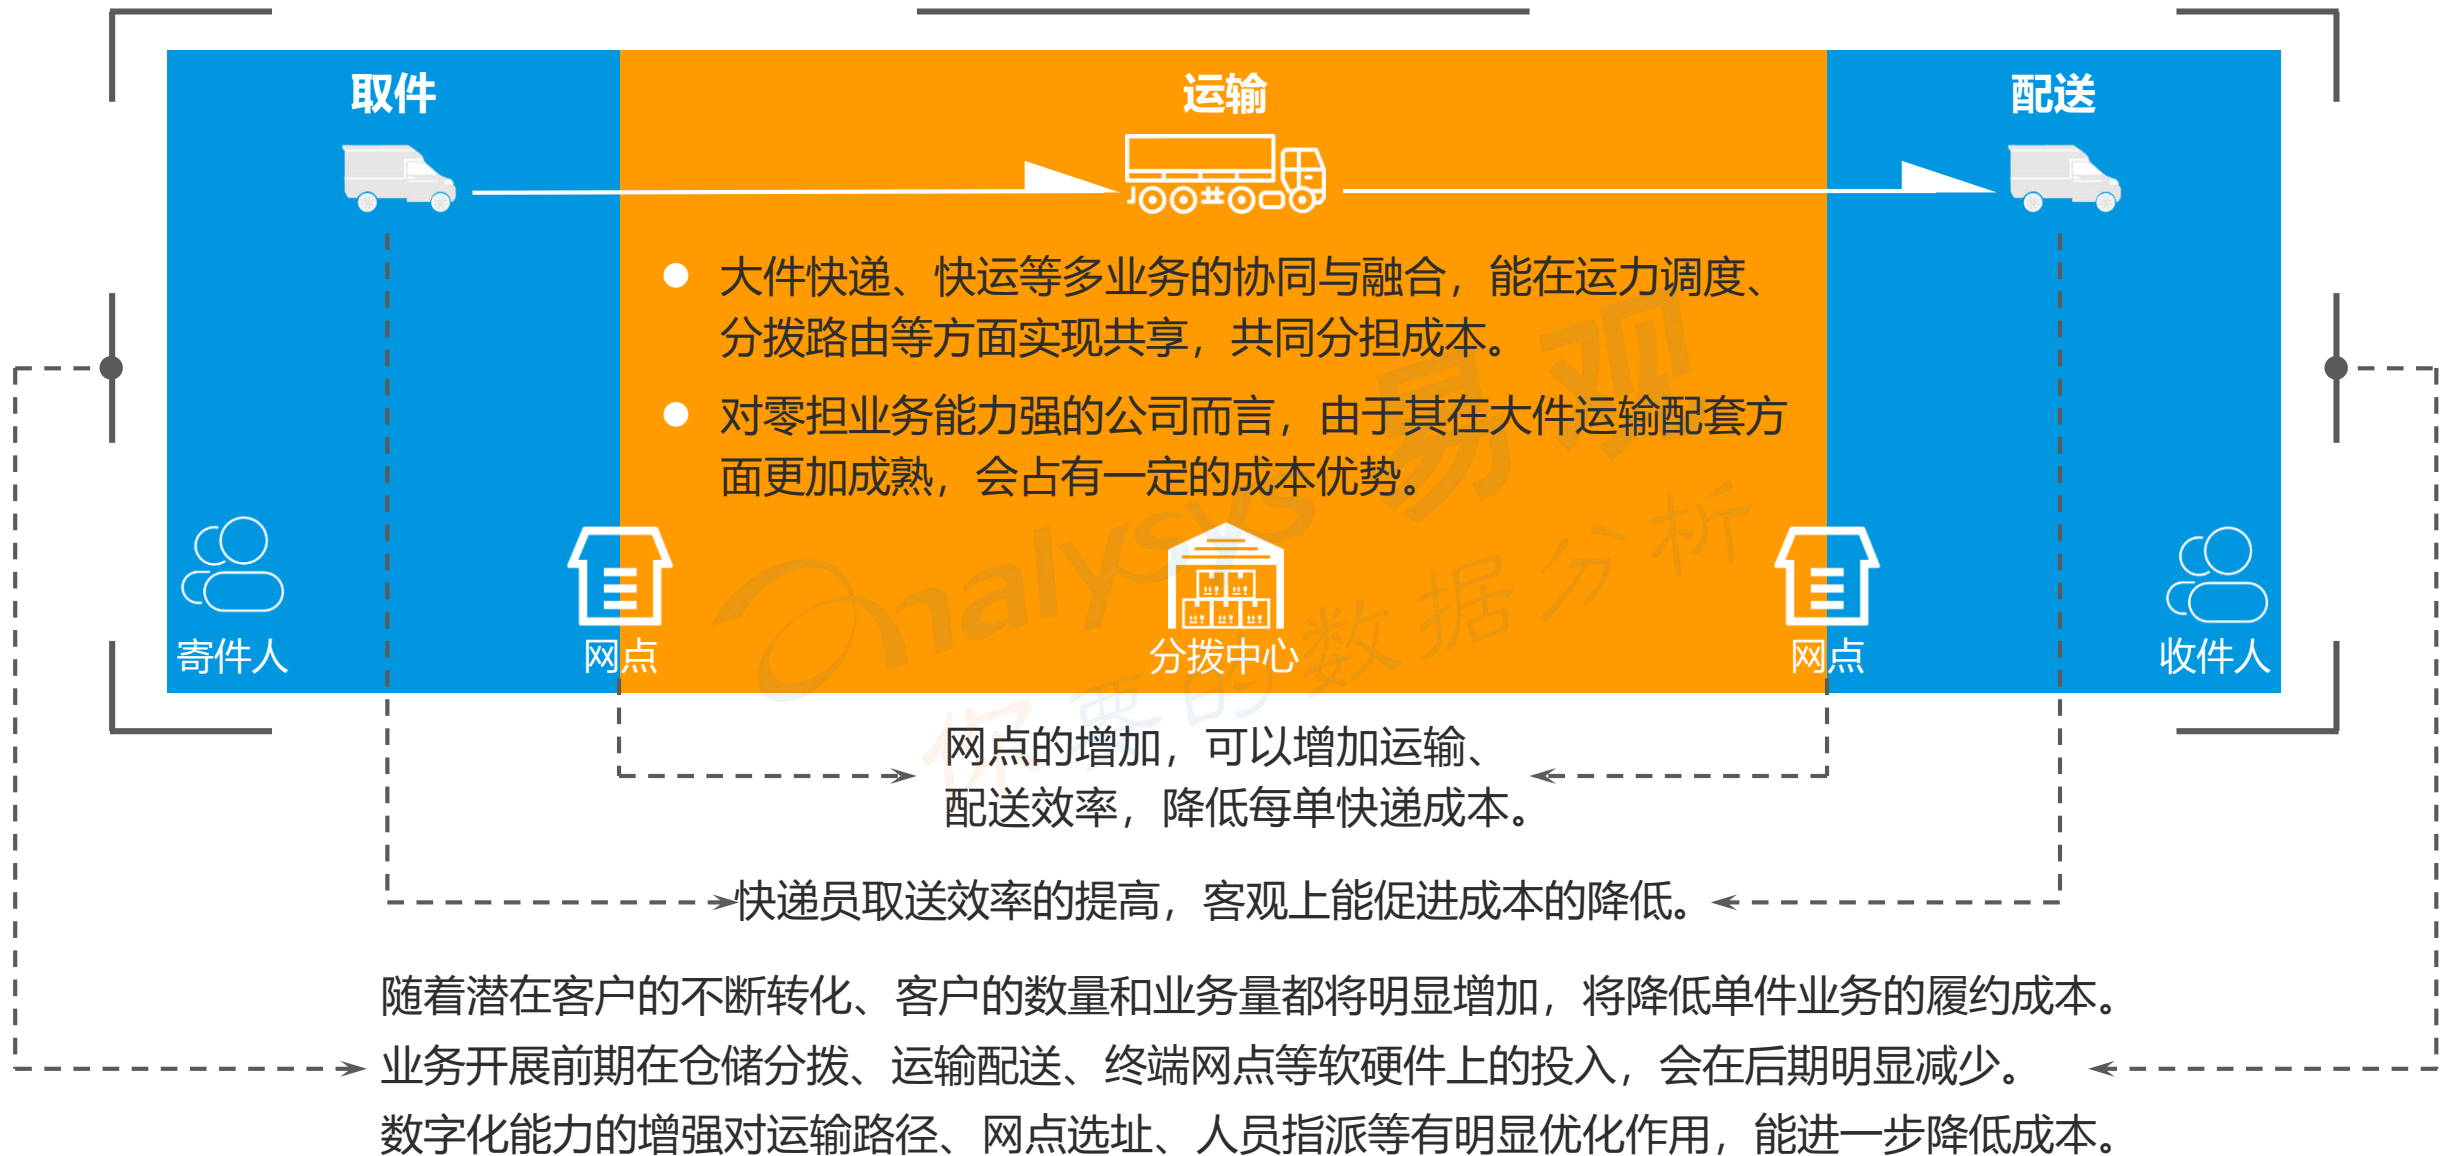 取件
运输
配送
大件快递、快运等多业务的协同与融合，能在运力调度、
分拨路由等方面实现共享，共同分担成本。
对零担业务能力强的公司而言，由于其在大件运输配套方
面更加成熟，会占有一定的成本优势。
寄件人
网点
分拨中心
网点
收件人
nalysys 易观
你要的数据分析
网点的增加，可以增加运输、
配送效率，降低每单快递成本。
快递员取送效率的提高，客观上能促进成本的降低。
随着潜在客户的不断转化、客户的数量和业务量都将明显增加，将降低单件业务的履约成本。
业务开展前期在仓储分拨、运输配送、终端网点等软硬件上的投入，会在后期明显减少。
数字化能力的增强对运输路径、网点选址、人员指派等有明显优化作用，能进一步降低成本。